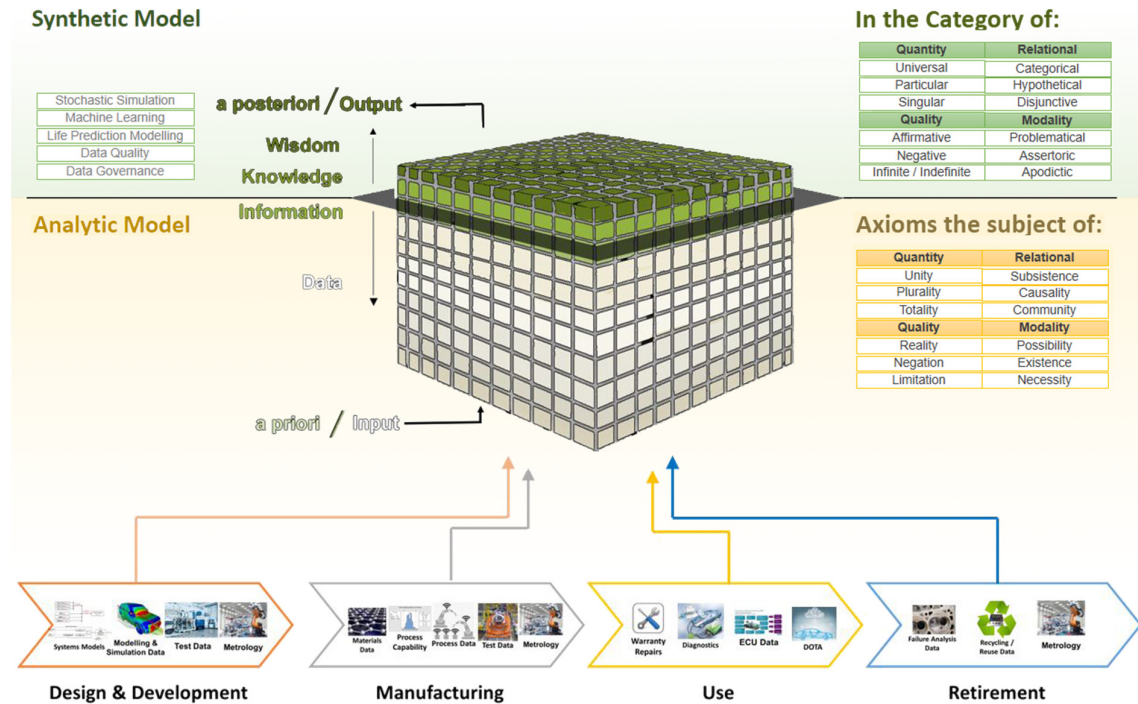 Synthetic Model
Stochastic Simulation
Machine Learning
Life Prediction Modelling
Data Quality
Data Governance
a posteriori / Output
Wisdom
Knowledge
Information
Data
a priori / Input
In the Category of:
Quantity Relational
Universal Categorical
Particular Hypothetical
Singular Disjunctive
Quality Modality
Affirmative Problematical
Negative Assertoric
Infinite / Indefinite Apodictic
Analytic Model
Axioms the subject of:
Quantity Relational
Unity Subsistence
Plurality Causality
Totality Community
Quality Modality
Reality Possibility
Negation Existence
Limitation Necessity
Systems Models
Modelling &
Simulation Data
Test Data
Metrology
Materials
Data
Process
Capability
Process Data
Test Data
Metrology
Warranty
Repairs
Diagnostics
ECU Data
DOTA
Failure Analysis
Data
Recycling /
Reuse Data
Metrology
Design & Development
Manufacturing
Use
Retirement